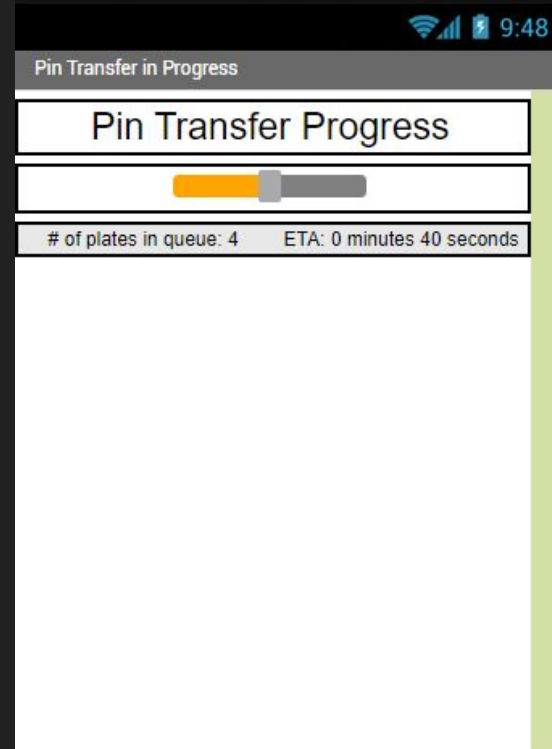 9:48
Pin Transfer in Progress
Pin Transfer Progress
# of plates in queue: 4 ETA: 0 minutes 40 seconds